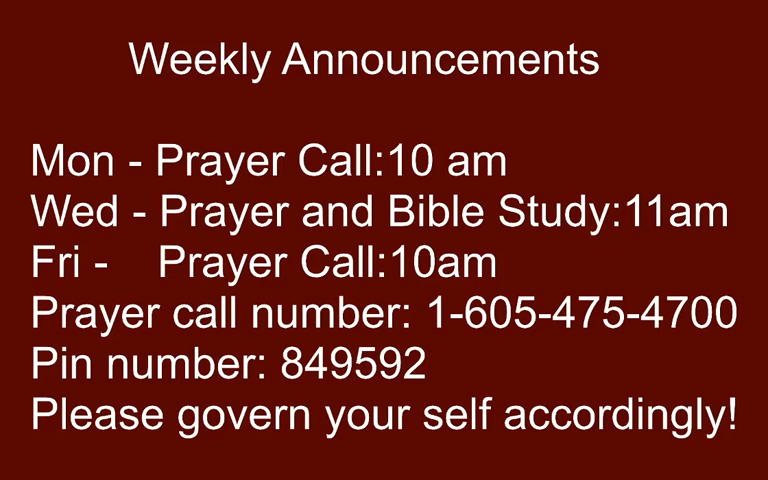 Weekly Announcements
Mon - Prayer Call:10 am
Wed - Prayer and Bible Study:11am
Fri - Prayer Call:10am
Prayer call number: 1-605-475-4700
Pin number: 849592
Please govern your self accordingly!